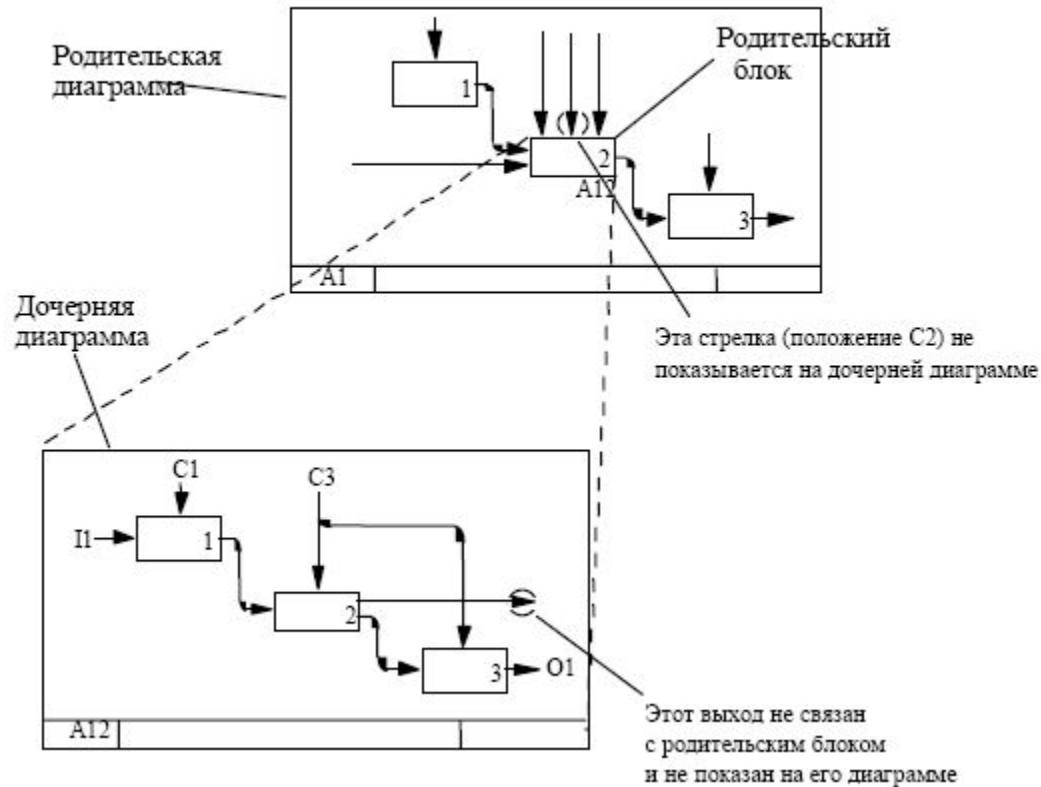 Родительская
диаграмма
Родительский
блок
1
( )
2
A12
3
A1
Эта стрелка (положение C2) не
показывается на дочерней диаграмме
Дочерняя
диаграмма
C1
C3
I1
1
2
3
O1
A12
Этот выход не связан
с родительским блоком
и не показан на его диаграмме